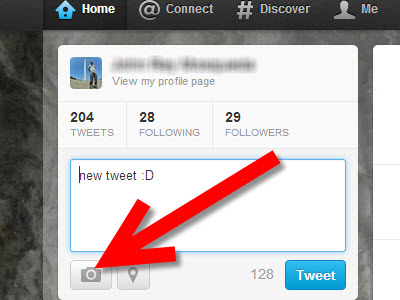 Home @ Connect # Discover Me
View my profile page
204 28 29
TWEETS FOLLOWING FOLLOWERS
new tweet :D
128 Tweet